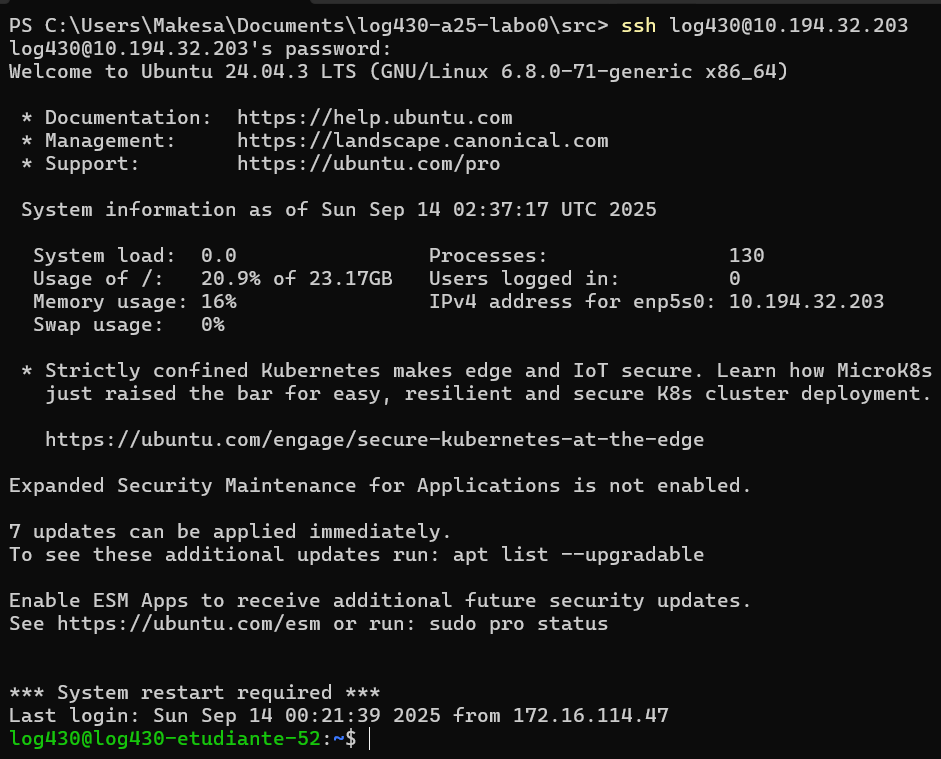 PS C:\Users\Makesa\Documents\log430-a25-labo0\src> ssh log430@10.194.32.203
log430@10.194.32.203's password:
Welcome to Ubuntu 24.04.3 LTS (GNU/Linux 6.8.0-71-generic x86_64)
* Documentation:  https://help.ubuntu.com
* Management:     https://landscape.canonical.com
* Support:        https://ubuntu.com/pro
System information as of Sun Sep 14 02:37:17 UTC 2025
System load:  0.0                Processes:               130
Usage of /:   20.9% of 23.17GB   Users logged in:         0
Memory usage: 16%                IPv4 address for enp5s0: 10.194.32.203
Swap usage:   0%
* Strictly confined Kubernetes makes edge and IoT secure. Learn how MicroK8s
just raised the bar for easy, resilient and secure K8s cluster deployment.
https://ubuntu.com/engage/secure-kubernetes-at-the-edge
Expanded Security Maintenance for Applications is not enabled.
7 updates can be applied immediately.
To see these additional updates run: apt list --upgradable
Enable ESM Apps to receive additional future security updates.
See https://ubuntu.com/esm or run: sudo pro status
*** System restart required ***
Last login: Sun Sep 14 00:21:39 2025 from 172.16.114.47
log430@log430-etudiante-52:~$